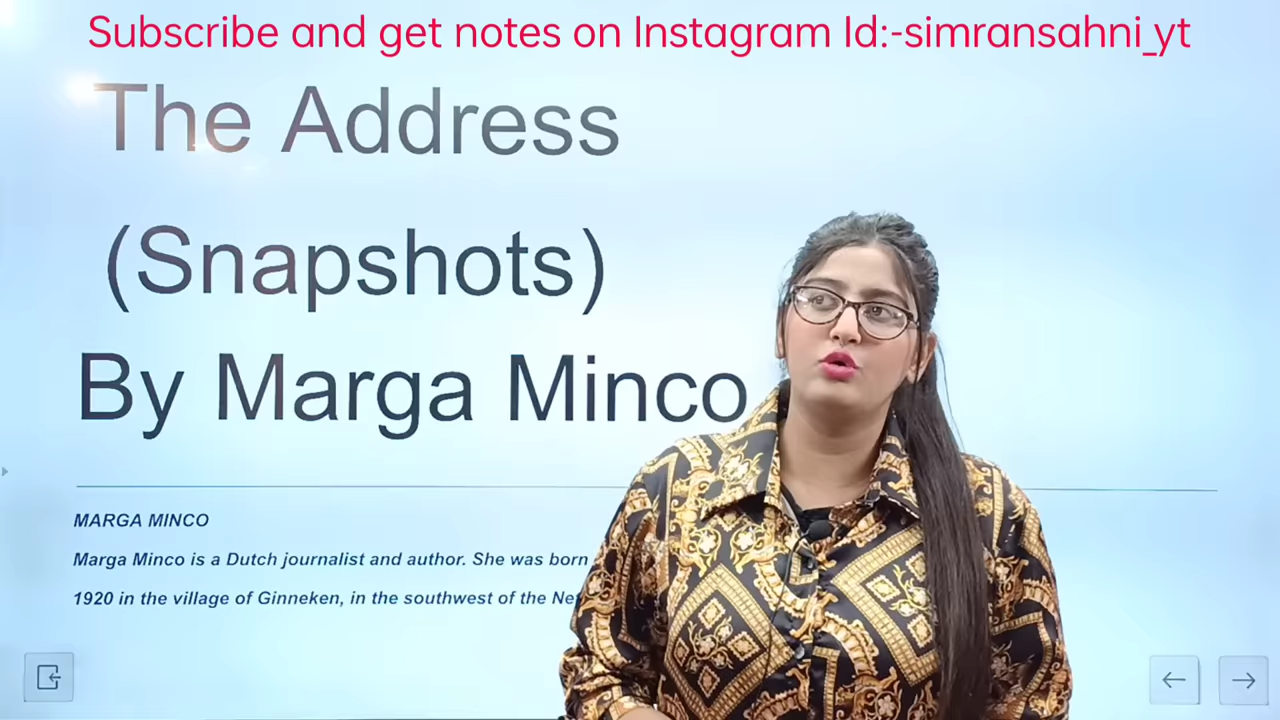 Subscribe and get notes on Instagram Id:-simransahni_yt
The Address
(Snapshots)
By Marga Minco
MARGA MINCO
Marga Minco is a Dutch journalist and author. She was born
1920 in the village of Ginneken, in the southwest of the